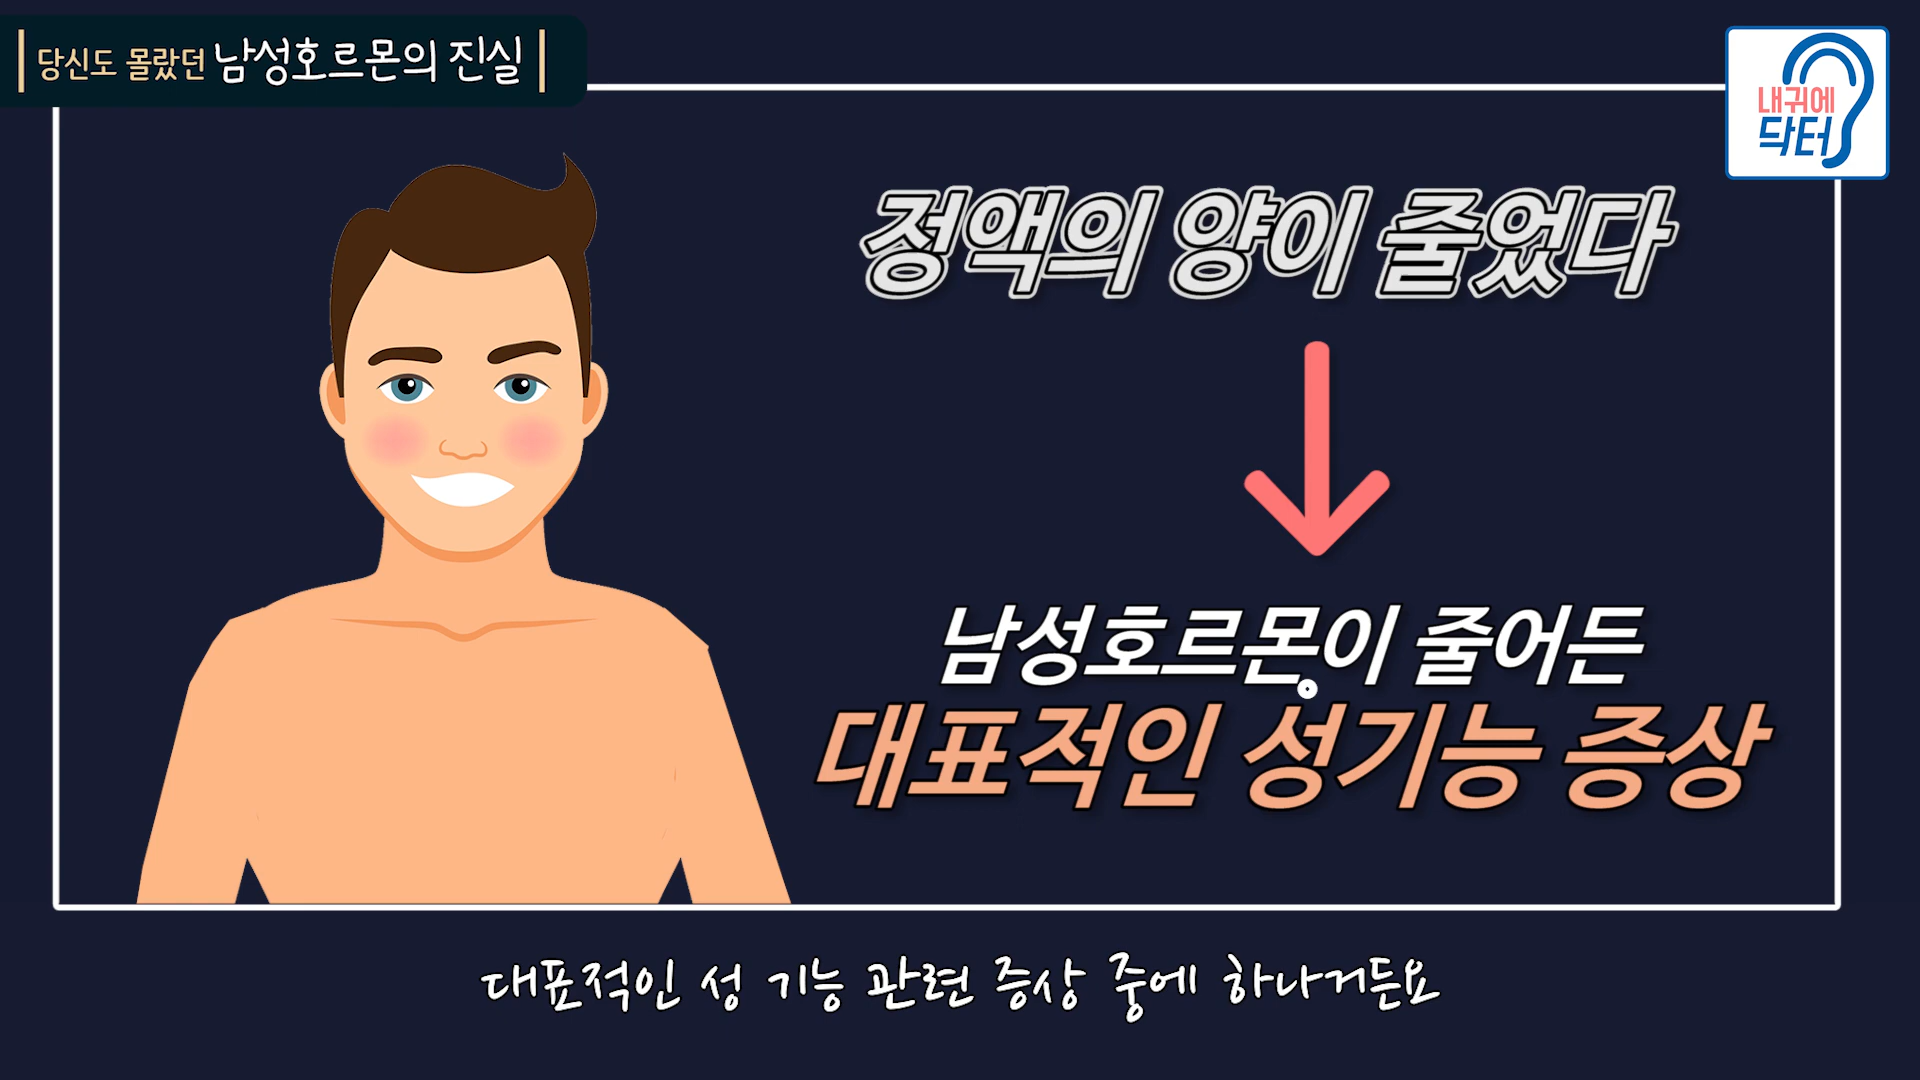 당신도 몰랐던 남성호르몬의 진실
내귀에
닥터
정액의 양이 줄었다
남성호르몬이 줄어든
대표적인 성기능 증상
대표적인 성 기능 관련 증상 중에 하나거든요